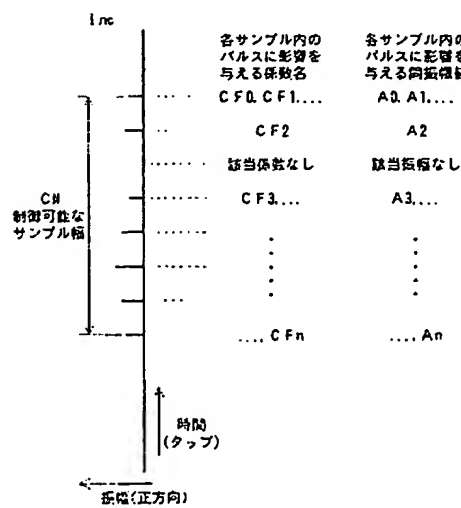 Inc
各サンプル内の
パルスに影響を
与える係数名
各サンプル内の
パルスに影響を
与える同振幅値
CF0, CF1....
A0, A1....
CF2
A2
該当係数なし
該当振幅なし
CF3....
A3....
CN
制御可能な
サンプル幅
...., CFn
...., An
時間
(タップ)
振幅(正方向)